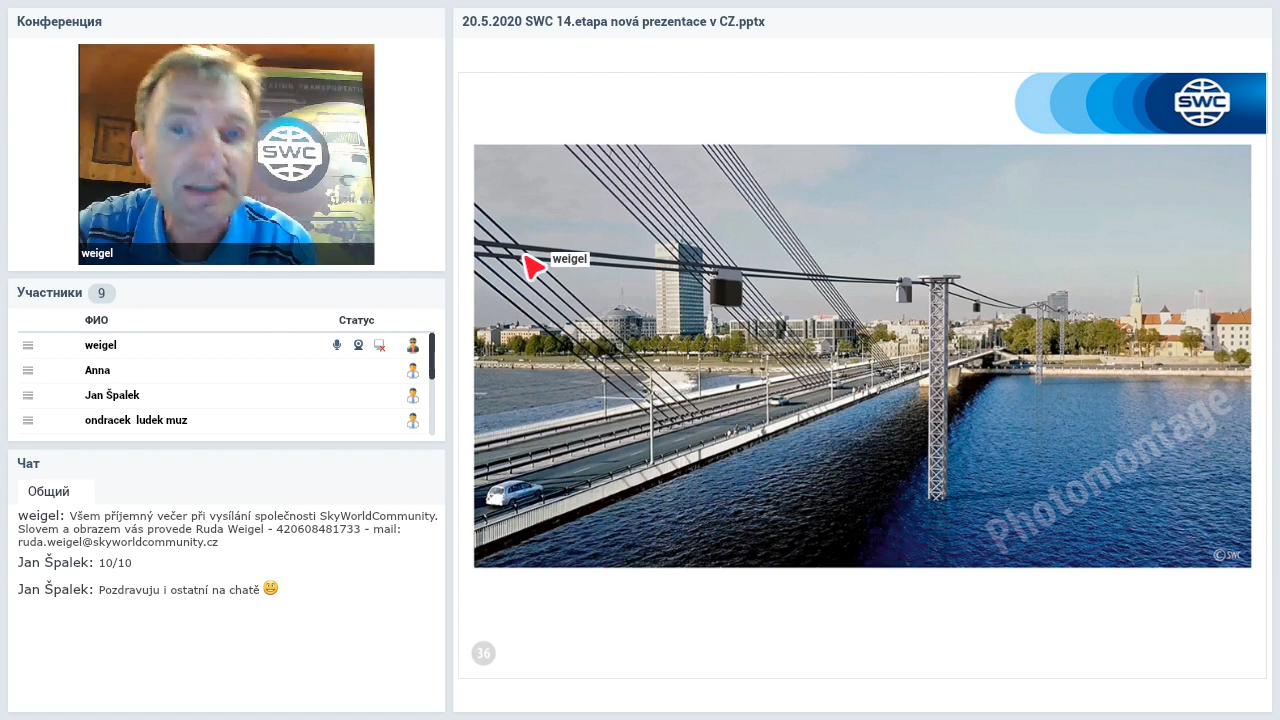 Конференция
SWC
weigel
Участники 9
ФИО Статус
weigel
Anna
Jan Špalek
ondracek ludek muz
Чат
Общий
weigel: Všem příjemný večer při vysílání společnosti SkyWorldCommunity.
Slovem a obrazem vás provede Ruda Weigel - 420608481733 - mail:
ruda.weigel@skyworldcommunity.cz
Jan Špalek: 10/10
Jan Špalek: Pozdravuju i ostatní na chatě
20.5.2020 SWC 14.etapa nová prezentace v CZ.pptx
SWC
weigel
Photomontage
© SWC
36